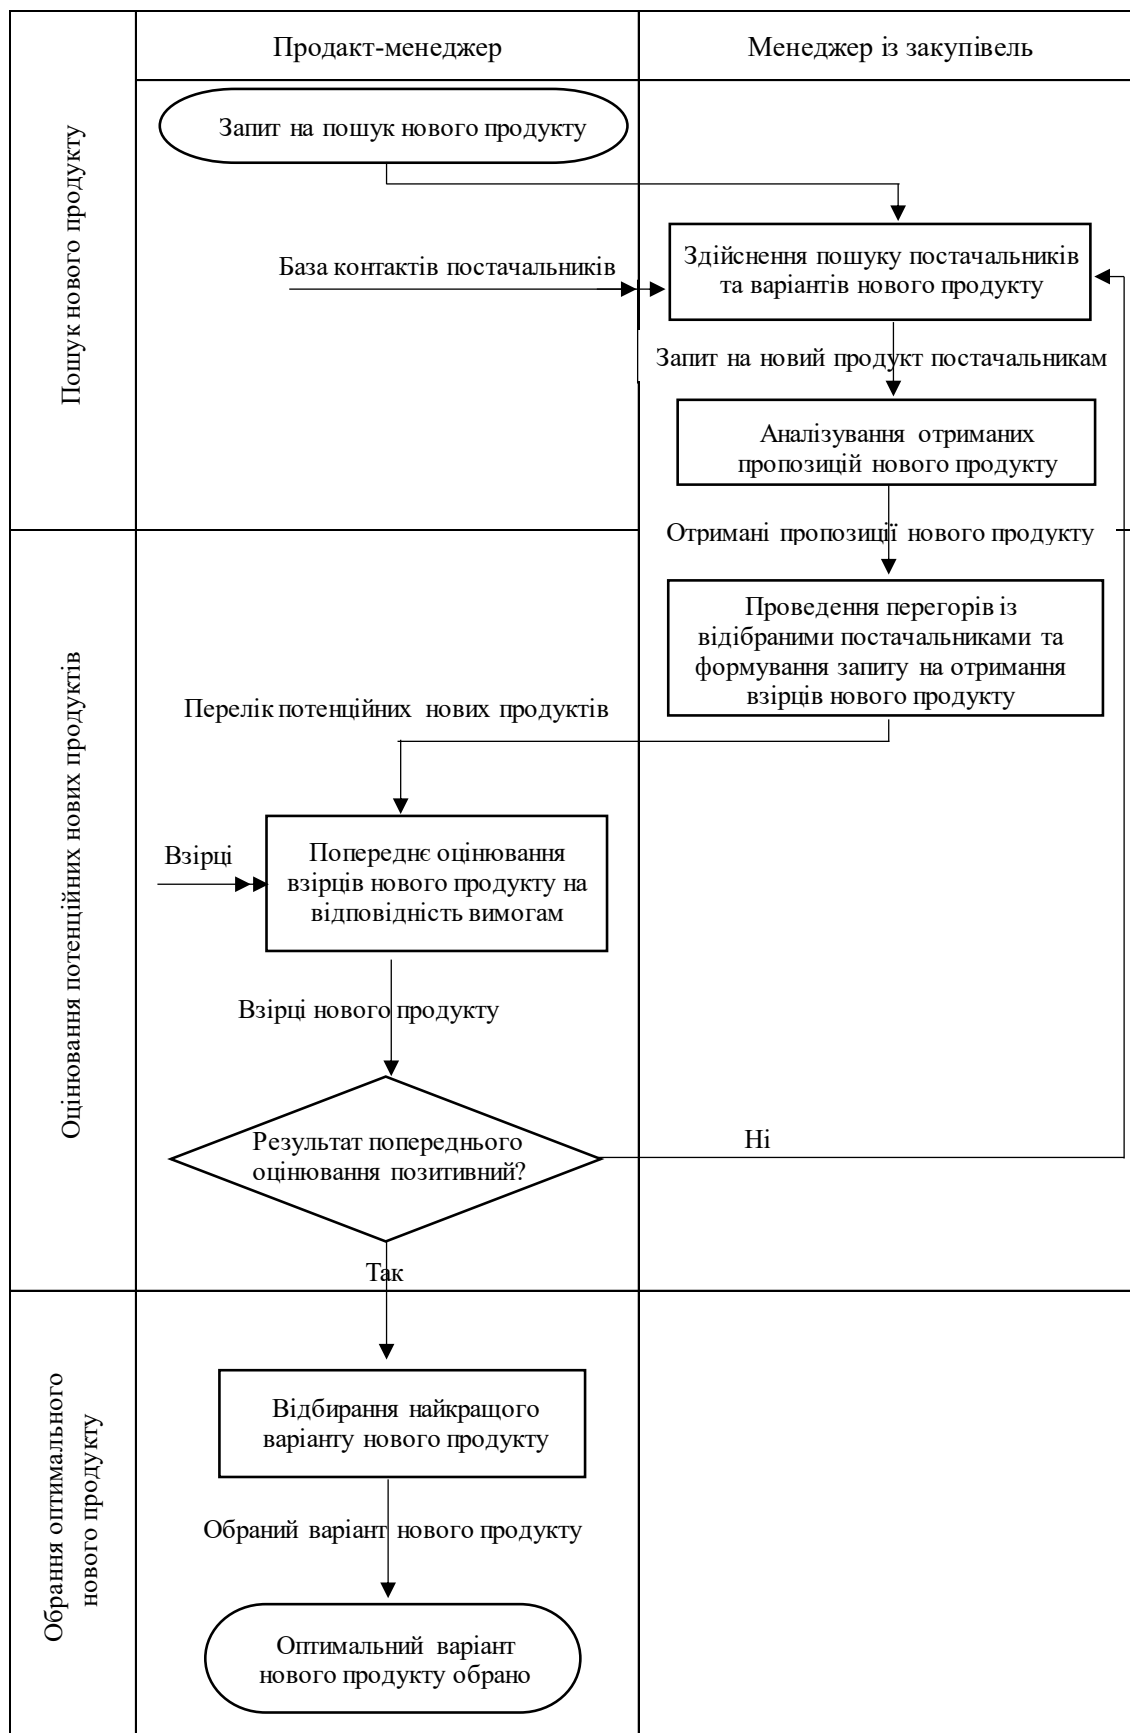 Продакт-менеджер
Менеджер із закупівель
Пошук нового продукту
Запит на пошук нового продукту
База контактів постачальників
Здійснення пошуку постачальників
та варіантів нового продукту
Запит на новий продукт постачальникам
Аналізування отриманих
пропозицій нового продукту
Отримані пропозиції нового продукту
Оцінювання потенційних нових продуктів
Проведення перегорів із
відібраними постачальниками та
формування запиту на отримання
взірців нового продукту
Перелік потенційних нових продуктів
Взірці
Попереднє оцінювання
взірців нового продукту на
відповідність вимогам
Взірці нового продукту
Результат попереднього
оцінювання позитивний?
Ні
Так
Обрання оптимального
нового продукту
Відбирання найкращого
варіанту нового продукту
Обраний варіант нового продукту
Оптимальний варіант
нового продукту обрано